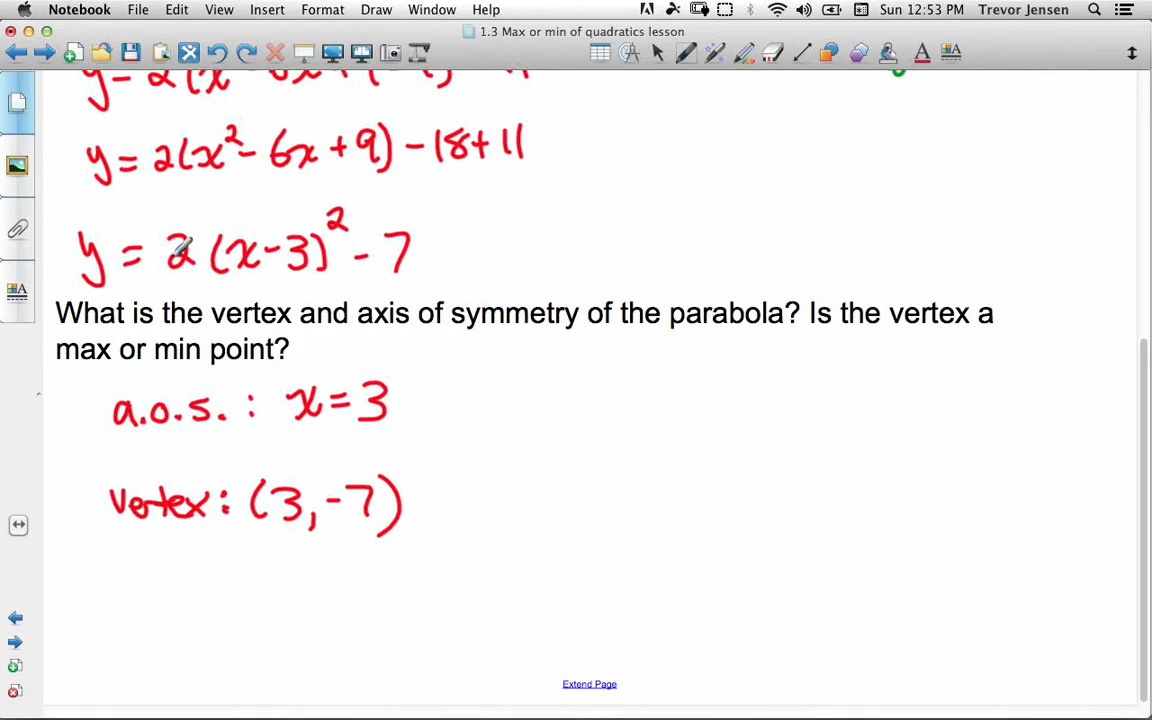 Notebook File Edit View Insert Format Draw Window Help Sun 12:53 PM Trevor Jensen
1.3 Max or min of quadratics lesson
y = 2(x² - 6x + 9) - 18 + 11
y = 2(x-3)² - 7
What is the vertex and axis of symmetry of the parabola? Is the vertex a
max or min point?
a.o.s. : x = 3
vertex: (3, -7)
Extend Page